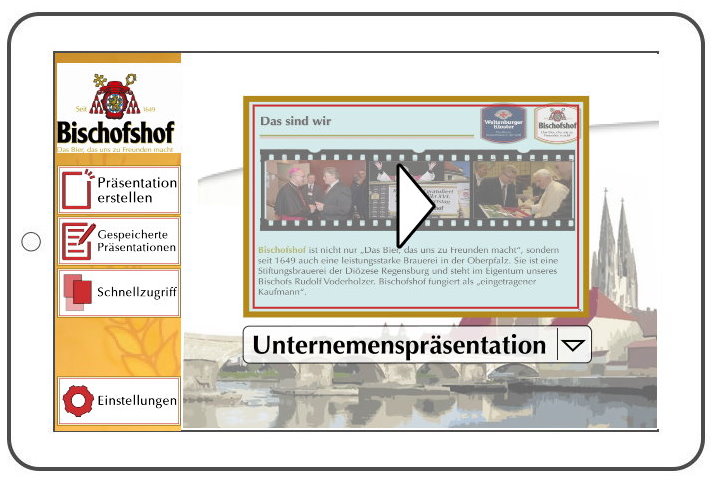 Seit 1649
Bischofshof
Das Bier, das uns zu Freunden macht
Präsentation
erstellen
Gespeicherte
Präsentationen
Schnellzugriff
Einstellungen
Das sind wir
Weltenburger
Kloster
Bischofshof
Bischofshof ist nicht nur „Das Bier, das uns zu Freunden macht“, sondern
seit 1649 auch eine leistungsstarke Brauerei in der Oberpfalz. Sie ist eine
Stiftungsbrauerei der Diözese Regensburg und steht im Eigentum unseres
Bischofs Rudolf Voderholzer. Bischofshof fungiert als „eingetragener
Kaufmann“.
Unternemenspräsentation